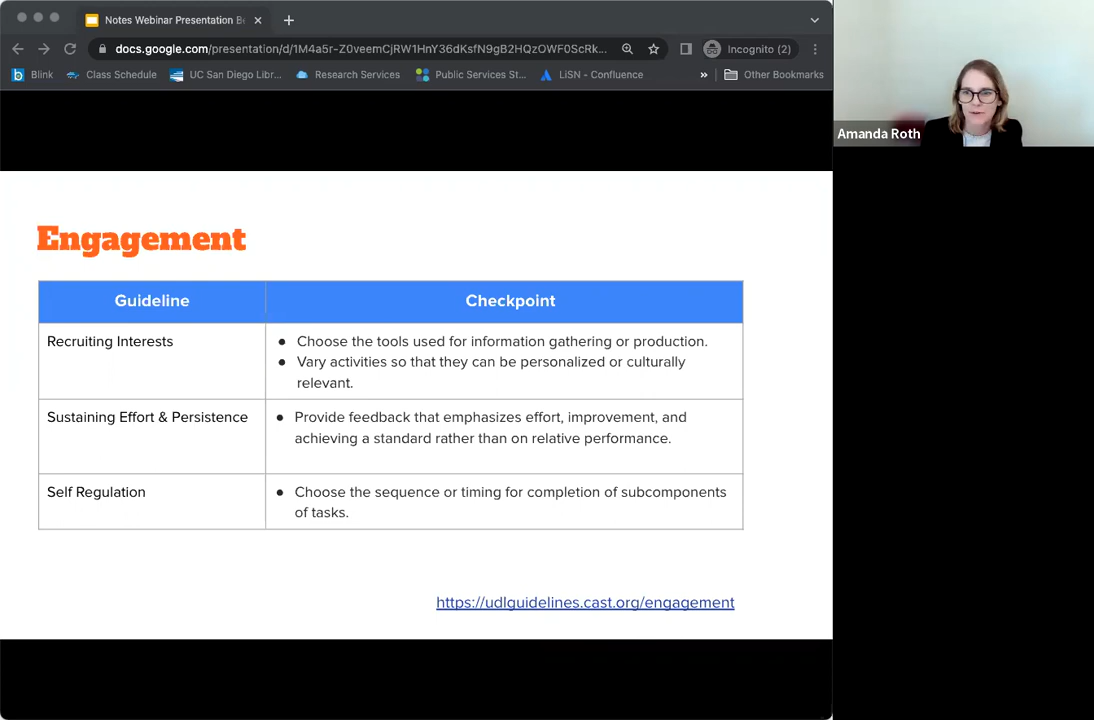 Notes Webinar Presentation Be
docs.google.com/presentation/d/1M4a5r-Z0veemCjRW1HnY36dKsfN9gB2HQzOWF0ScRk...
Incognito (2)
Blink
Class Schedule
UC San Diego Libr...
Research Services
Public Services St...
LiSN - Confluence
»
Other Bookmarks
Amanda Roth
Engagement
Guideline
Checkpoint
Recruiting Interests
● Choose the tools used for information gathering or production.
● Vary activities so that they can be personalized or culturally
relevant.
Sustaining Effort & Persistence
● Provide feedback that emphasizes effort, improvement, and
achieving a standard rather than on relative performance.
Self Regulation
● Choose the sequence or timing for completion of subcomponents
of tasks.
https://udlguidelines.cast.org/engagement